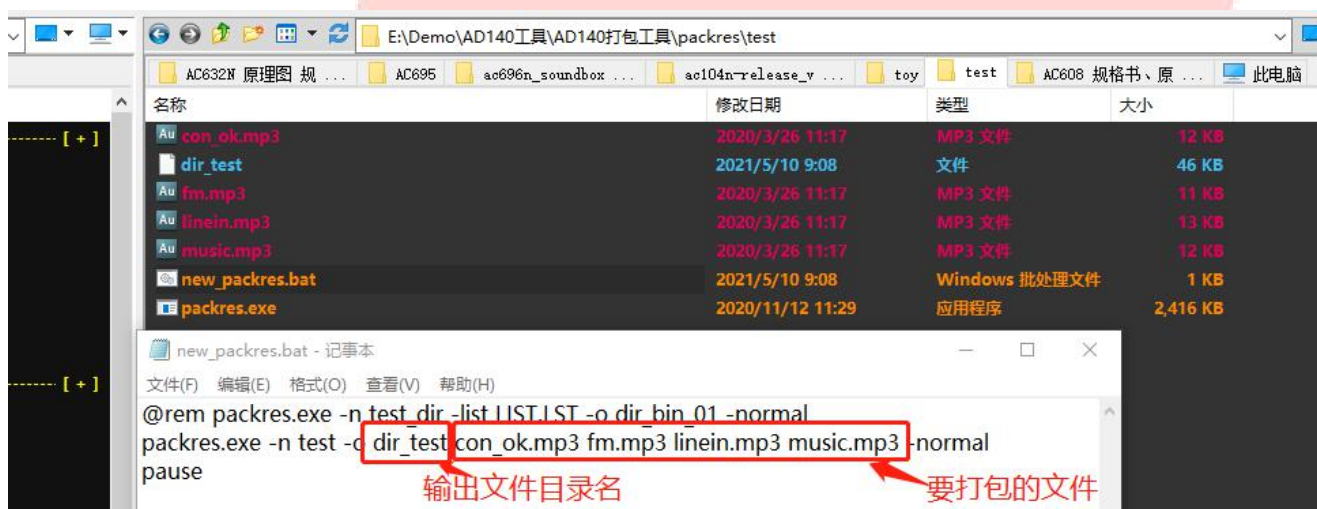 E:\Demo\AD140工具\AD140打包工具\packres\test
AC632N 原理图 规 ... AC695 ac696n_soundbox ... ac104n-release_v ... toy test AC608 规格书、原 ... 此电脑
名称 修改日期 类型 大小
con_ok.mp3 2020/3/26 11:17 MP3 文件 12 KB
dir_test 2021/5/10 9:08 文件 46 KB
fm.mp3 2020/3/26 11:17 MP3 文件 11 KB
linein.mp3 2020/3/26 11:17 MP3 文件 13 KB
music.mp3 2020/3/26 11:17 MP3 文件 12 KB
new_packres.bat 2021/5/10 9:08 Windows 批处理文件 1 KB
packres.exe 2020/11/12 11:29 应用程序 2,416 KB
-------- [ + ]
new_packres.bat - 记事本
-------- [ + ]
文件(F) 编辑(E) 格式(O) 查看(V) 帮助(H)
@rem packres.exe -n test_dir -list LIST.LST -o dir_bin_01 -normal
packres.exe -n test -o dir_test con_ok.mp3 fm.mp3 linein.mp3 music.mp3 -normal
pause
输出文件目录名 要打包的文件